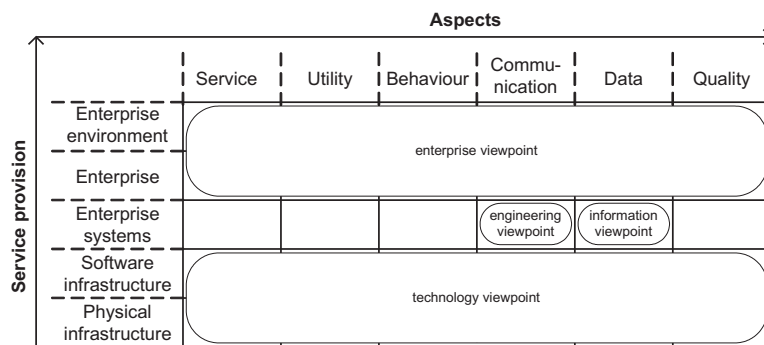 Aspects
Service provision
Service
Utility
Behaviour
Commu-
nication
Data
Quality
Enterprise
environment
enterprise viewpoint
Enterprise
Enterprise
systems
engineering
viewpoint
information
viewpoint
Software
infrastructure
technology viewpoint
Physical
infrastructure